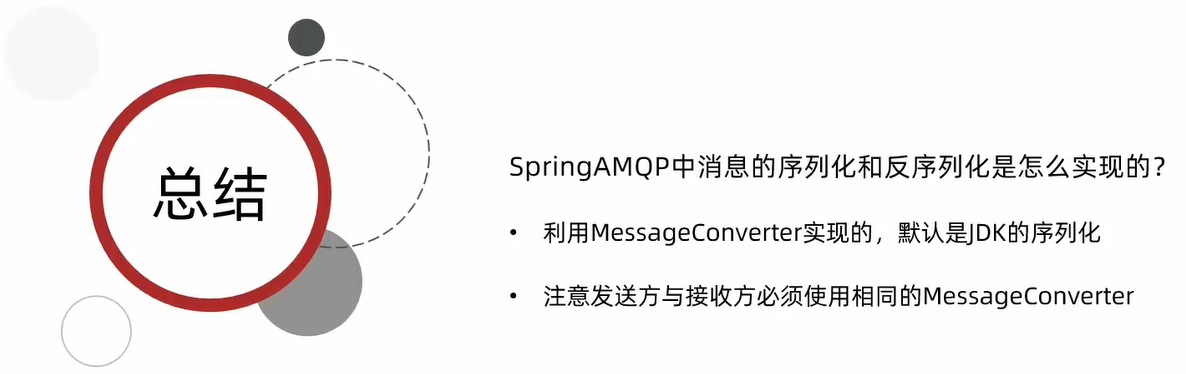 总结
SpringAMQP中消息的序列化和反序列化是怎么实现的？
• 利用MessageConverter实现的，默认是JDK的序列化
• 注意发送方与接收方必须使用相同的MessageConverter